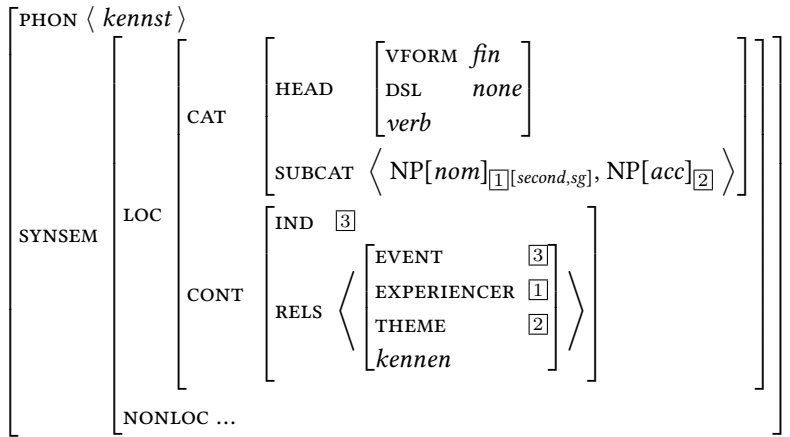 PHON ⟨ kennst ⟩
VFORM fin
HEAD DSL none
verb
CAT
SUBCAT ⟨ NP[nom]1[second,sg], NP[acc]2 ⟩
LOC IND 3
SYNSEM
EVENT 3
CONT EXPERIENCER 1
RELS THEME 2
kennen
NONLOC ...